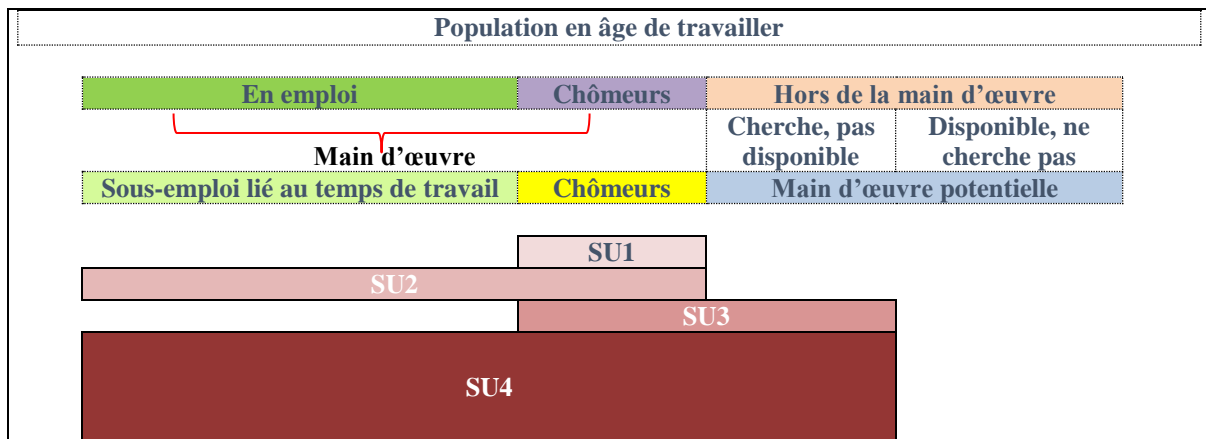 Population en âge de travailler
En emploi Chômeurs Hors de la main d'œuvre
Cherche, pas disponible Disponible, ne cherche pas
Main d'œuvre
Sous-emploi lié au temps de travail Chômeurs Main d'œuvre potentielle
SU1
SU2
SU3
SU4